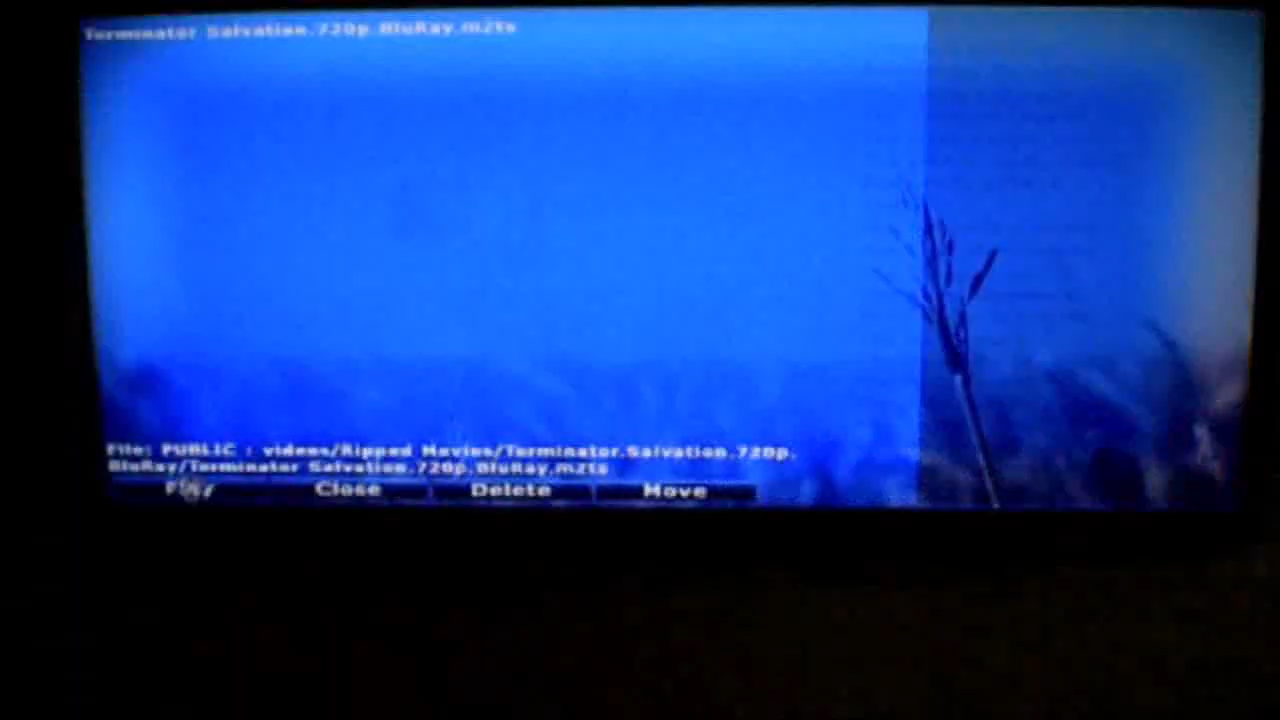 Terminator Salvation.720p.BluRay.m2ts
File: PUBLIC : videos/Ripped Movies/Terminator.Salvation.720p.
BluRay/Terminator Salvation.720p.BluRay.m2ts
Play Close Delete Move